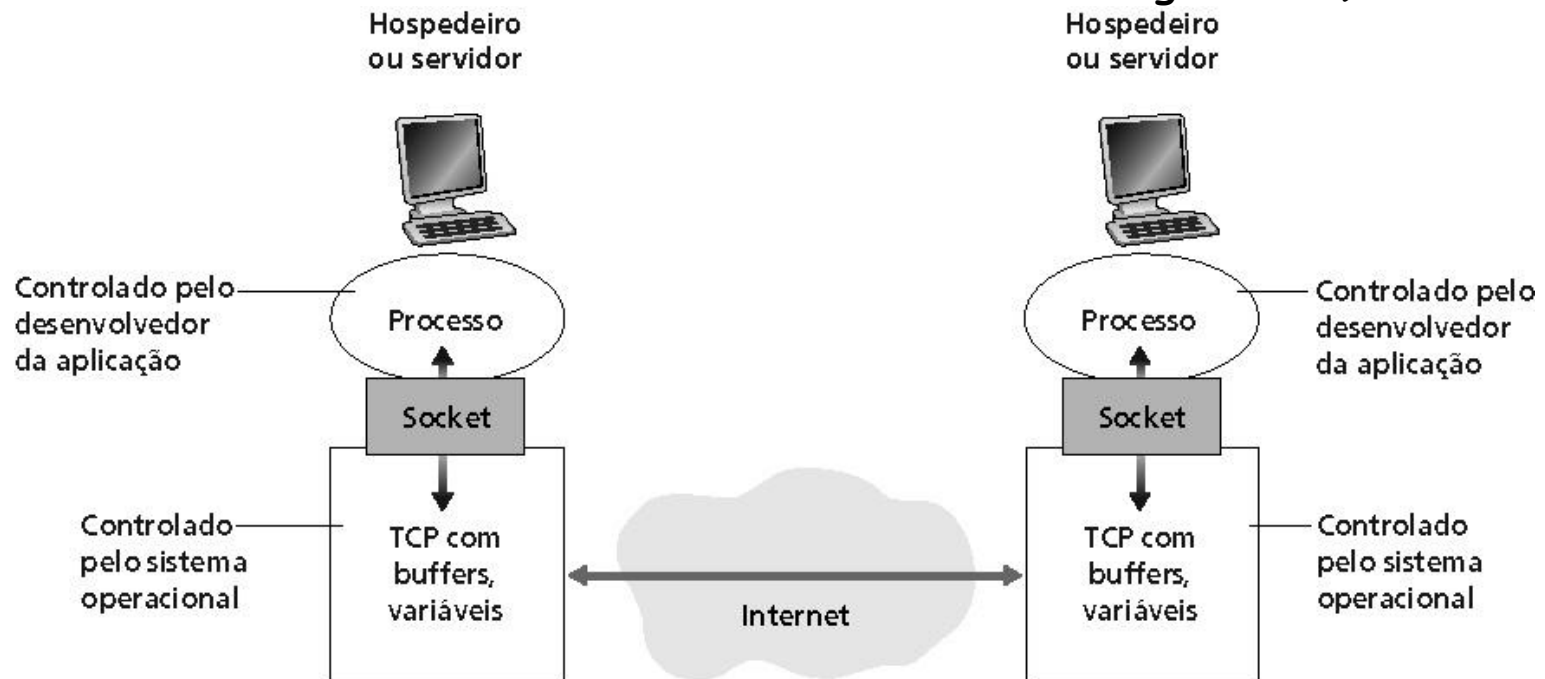 Hospedeiro
ou servidor
Hospedeiro
ou servidor
Controlado pelo
desenvolvedor
da aplicação
Processo
Processo
Controlado pelo
desenvolvedor
da aplicação
Socket
Socket
Controlado
pelo sistema
operacional
TCP com
buffers,
variáveis
Internet
TCP com
buffers,
variáveis
Controlado
pelo sistema
operacional